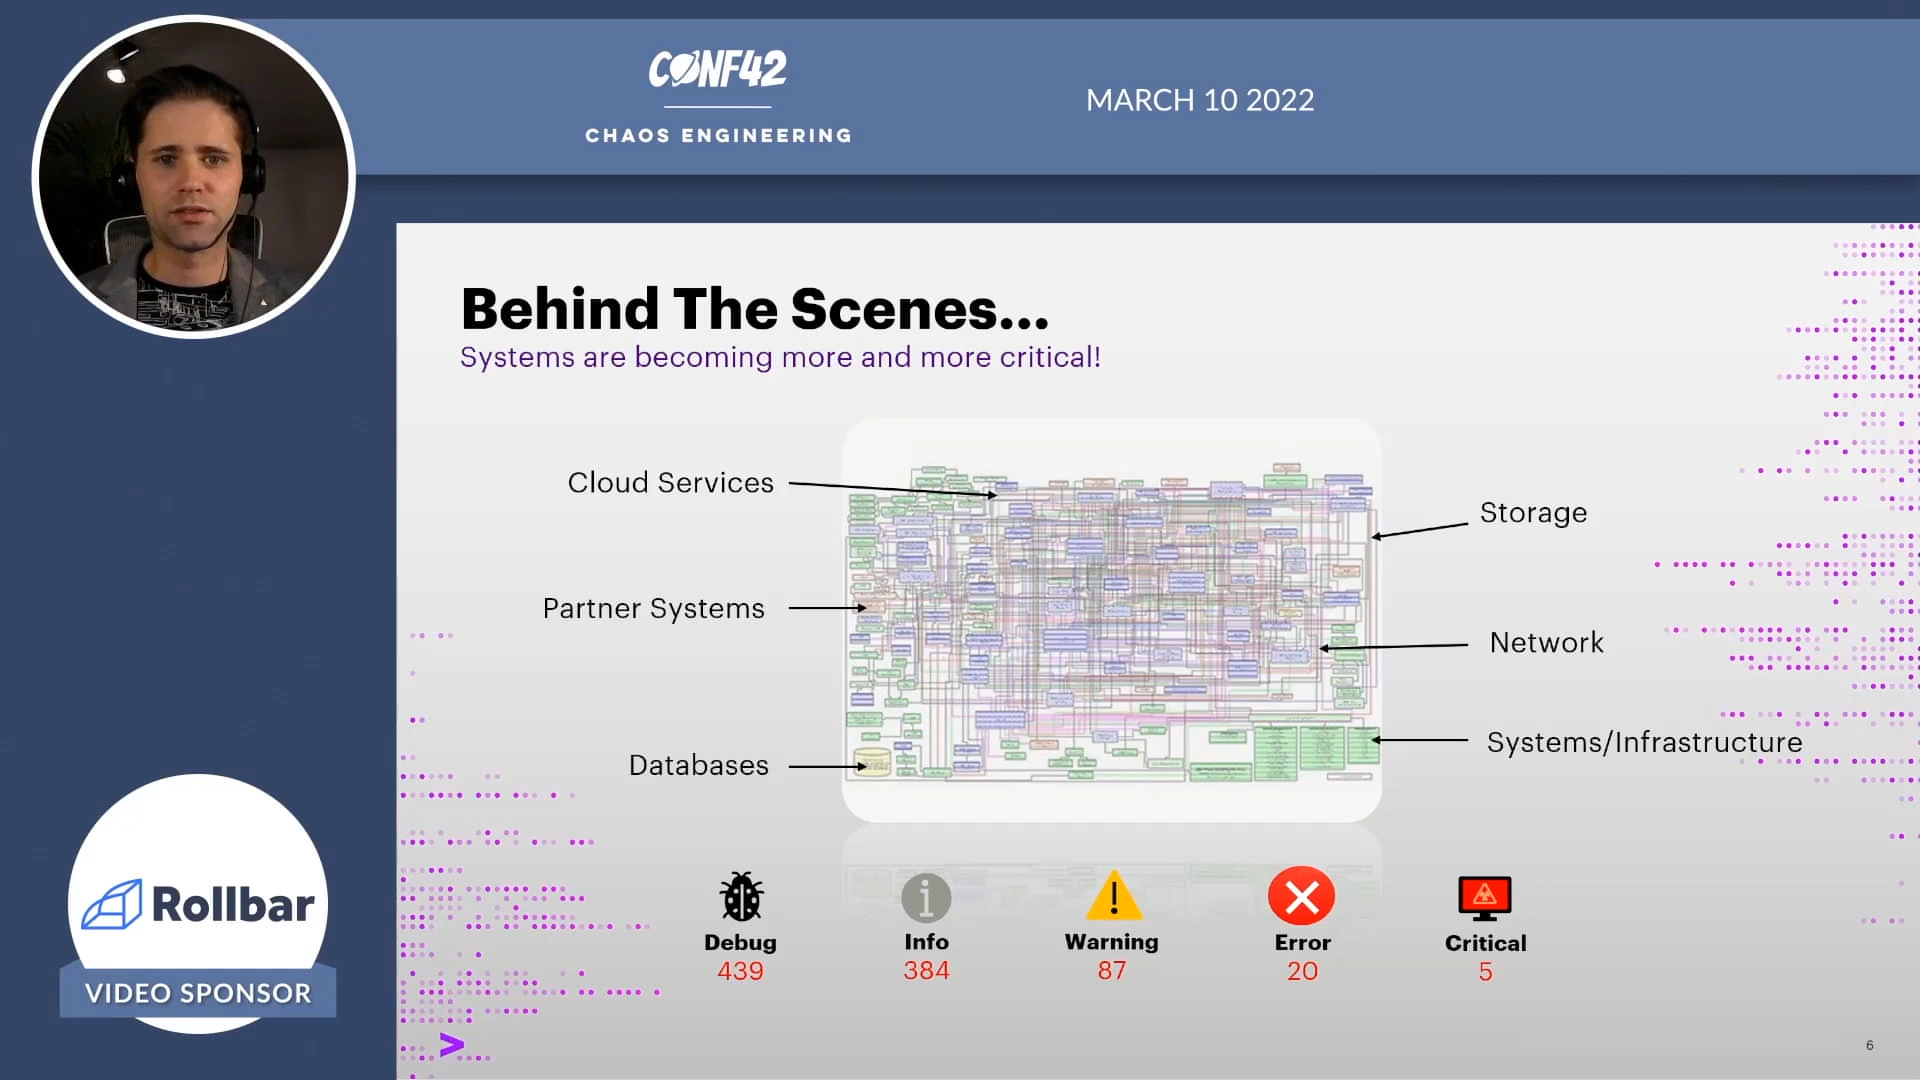 CONF42
CHAOS ENGINEERING
MARCH 10 2022
Behind The Scenes...
Systems are becoming more and more critical!
Cloud Services
Storage
Partner Systems
Network
Systems/Infrastructure
Databases
Debug
439
Info
384
Warning
87
Error
20
Critical
5
Rollbar
VIDEO SPONSOR
>
6